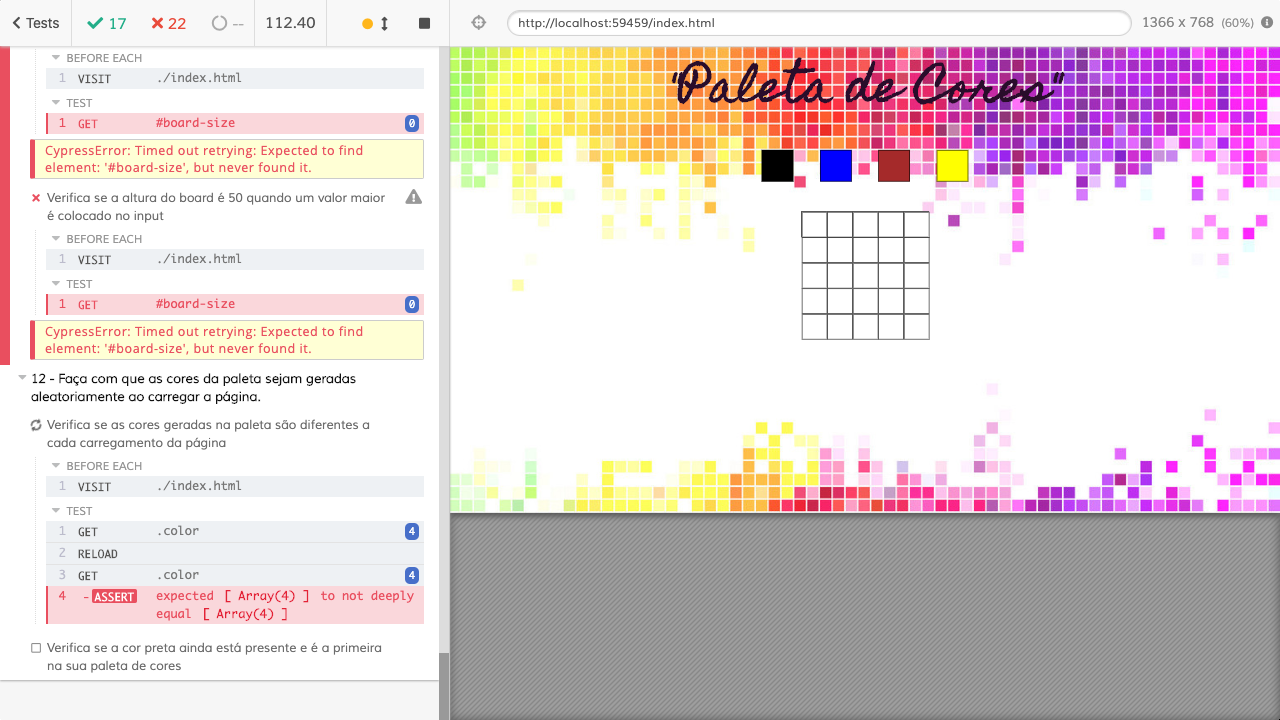 Tests 17 22 -- 112.40 http://localhost:59459/index.html 1366 x 768 (60%)
BEFORE EACH
1 VISIT ./index.html
TEST
1 GET #board-size 0
CypressError: Timed out retrying: Expected to find
element: '#board-size', but never found it.
Verifica se a altura do board é 50 quando um valor maior
é colocado no input
BEFORE EACH
1 VISIT ./index.html
TEST
1 GET #board-size 0
CypressError: Timed out retrying: Expected to find
element: '#board-size', but never found it.
12 - Faça com que as cores da paleta sejam geradas
aleatoriamente ao carregar a página.
Verifica se as cores geradas na paleta são diferentes a
cada carregamento da página
BEFORE EACH
1 VISIT ./index.html
TEST
1 GET .color 4
2 RELOAD
3 GET .color 4
4 -ASSERT expected [ Array(4) ] to not deeply
equal [ Array(4) ]
Verifica se a cor preta ainda está presente e é a primeira
na sua paleta de cores
"Paleta de Cores"